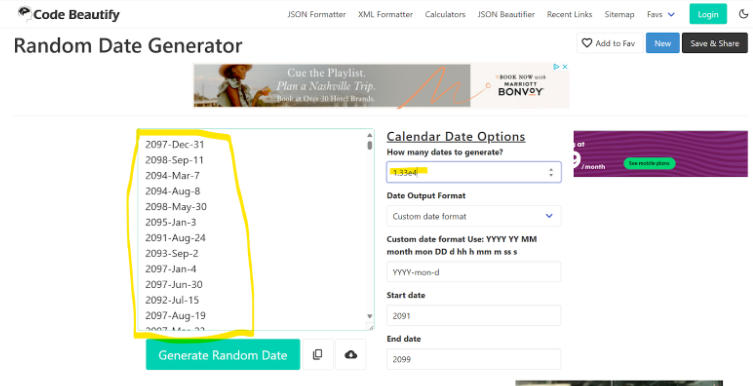 Code Beautify
JSON Formatter XML Formatter Calculators JSON Beautifier Recent Links Sitemap Favs Login
Random Date Generator
Add to Fav New Save & Share
Cue the Playlist.
Plan a Nashville Trip.
Book at Over 30 Hotel Brands.
BOOK NOW with
MARRIOTT
BONVOY
2097-Dec-31
2098-Sep-11
2094-Mar-7
2094-Aug-8
2098-May-30
2095-Jan-3
2091-Aug-24
2093-Sep-2
2097-Jan-4
2097-Jun-30
2092-Jul-15
2097-Aug-19
2097-Mar-23
Generate Random Date
Calendar Date Options
How many dates to generate?
1.33e4
Date Output Format
Custom date format
Custom date format Use: YYYY YY MM
month mon DD d hh h mm m ss s
YYYY-mon-d
Start date
2091
End date
2099
at
9 /month
See mobile plans